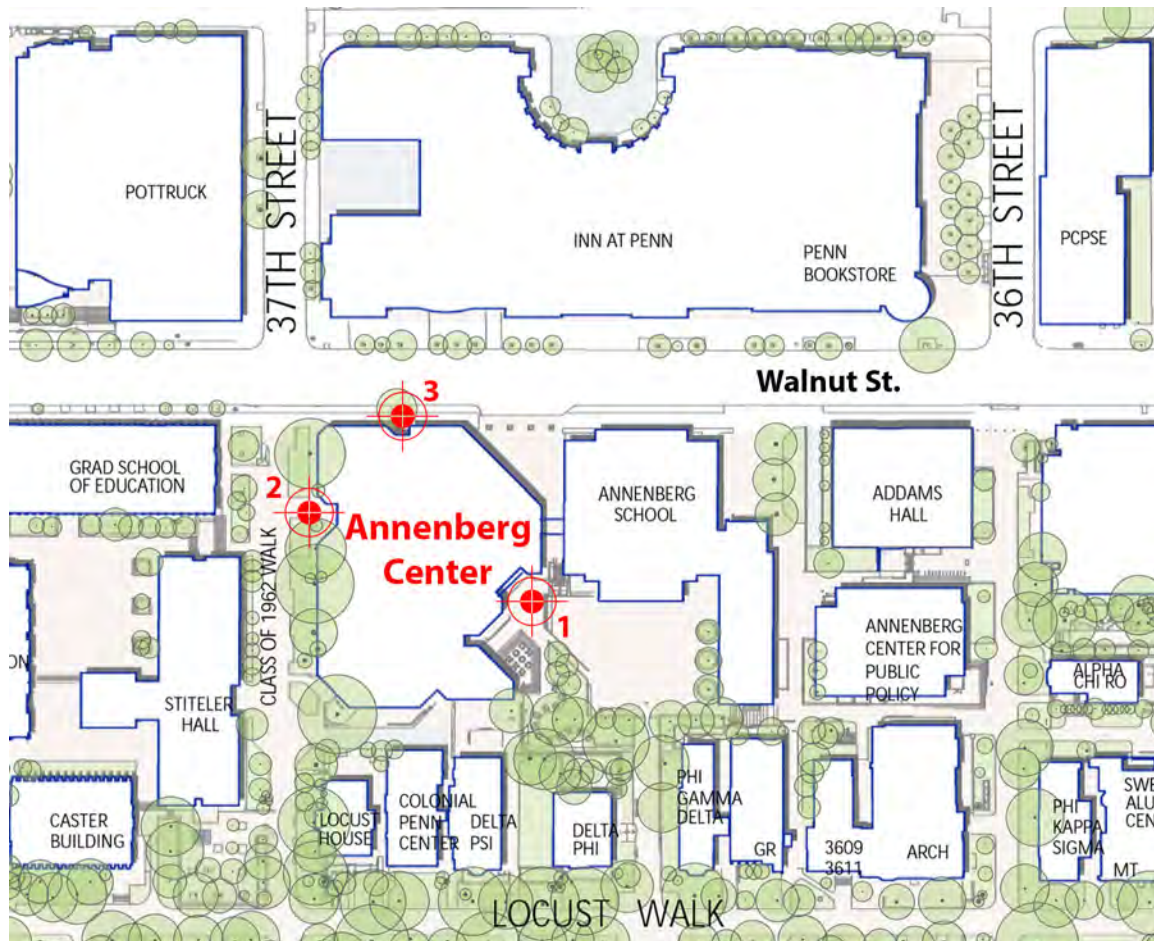 POTTRUCK
37TH STREET
INN AT PENN
PENN
BOOKSTORE
36TH STREET
PCPSE
Walnut St.
3
GRAD SCHOOL
OF EDUCATION
2
CLASS OF 1962 WALK
Annenberg
Center
1
ANNENBERG
SCHOOL
ADDAMS
HALL
ON
STITELER
HALL
ANNENBERG
CENTER FOR
PUBLIC
POLICY
ALPHA
CHI RO
CASTER
BUILDING
LOCUST
HOUSE
COLONIAL
PENN
CENTER
DELTA
PSI
DELTA
PHI
PHI
GAMMA
DELTA
GR
3609
3611
ARCH
PHI
KAPPA
SIGMA
SWE
ALU
CEN
MT
LOCUST WALK